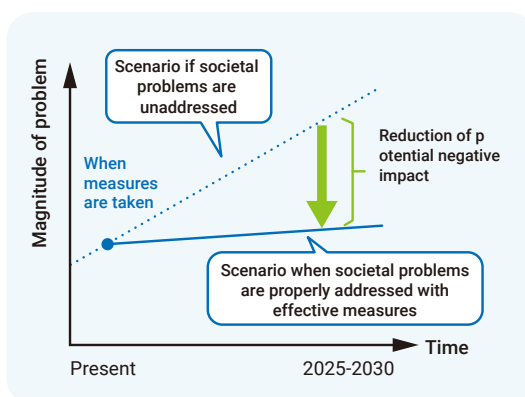 Scenario if societal
problems are
unaddressed
Magnitude of problem
When
measures
are taken
Reduction of p
otential negative
impact
Scenario when societal problems
are properly addressed with
effective measures
Time
Present
2025-2030